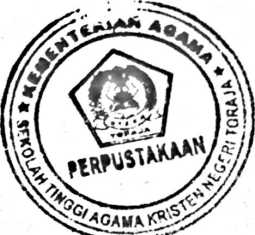 KEMENTERIAN AGAMA
PERPUSTAKAAN
SEKOLAH TINGGI AGAMA KRISTEN NEGERI TORAJA